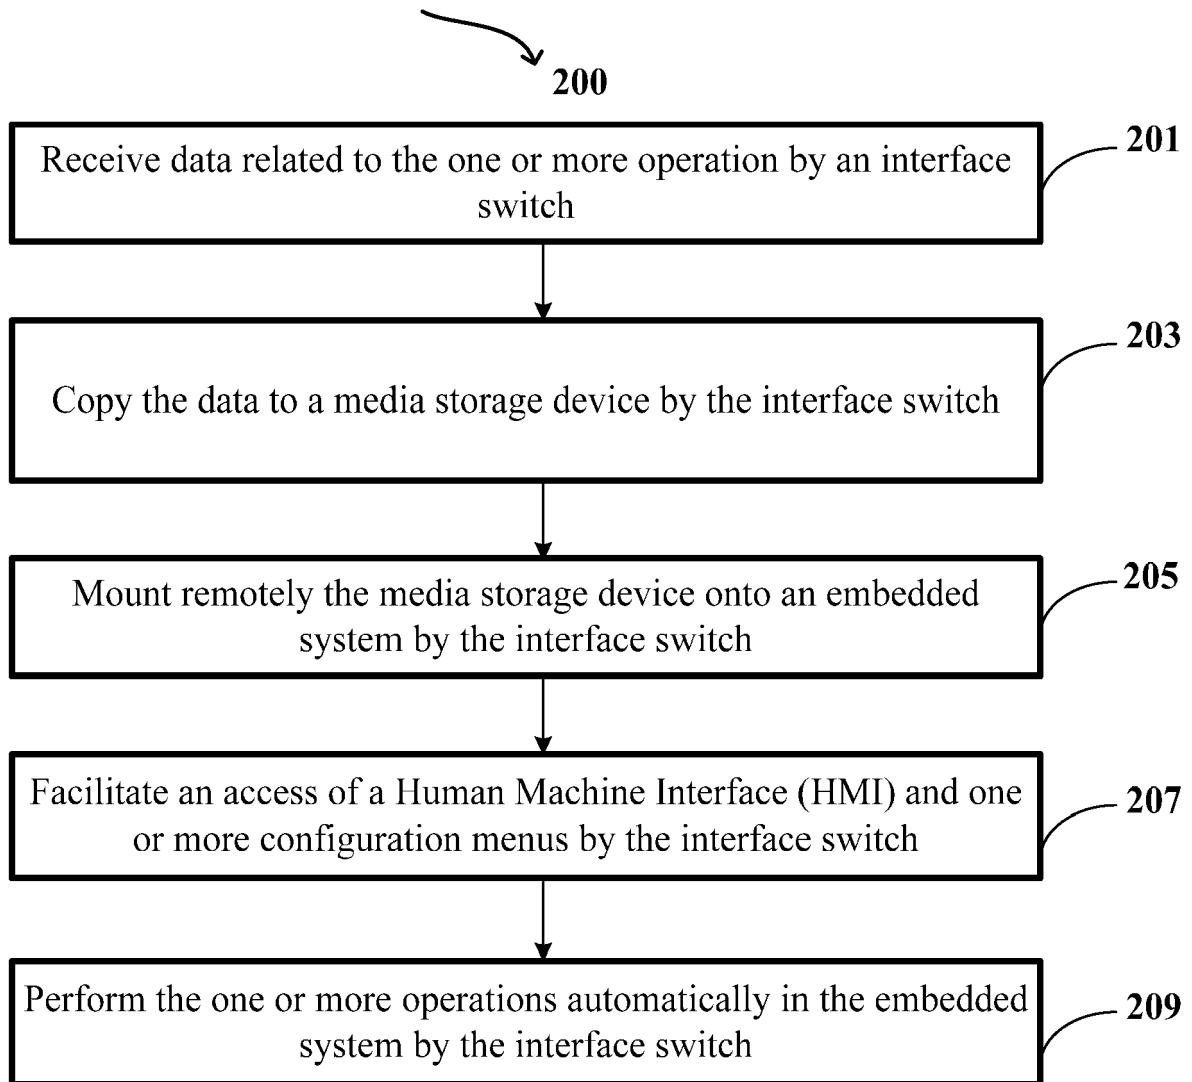 200
201
Receive data related to the one or more operation by an interface
switch
203
Copy the data to a media storage device by the interface switch
205
Mount remotely the media storage device onto an embedded
system by the interface switch
207
Facilitate an access of a Human Machine Interface (HMI) and one
or more configuration menus by the interface switch
209
Perform the one or more operations automatically in the embedded
system by the interface switch